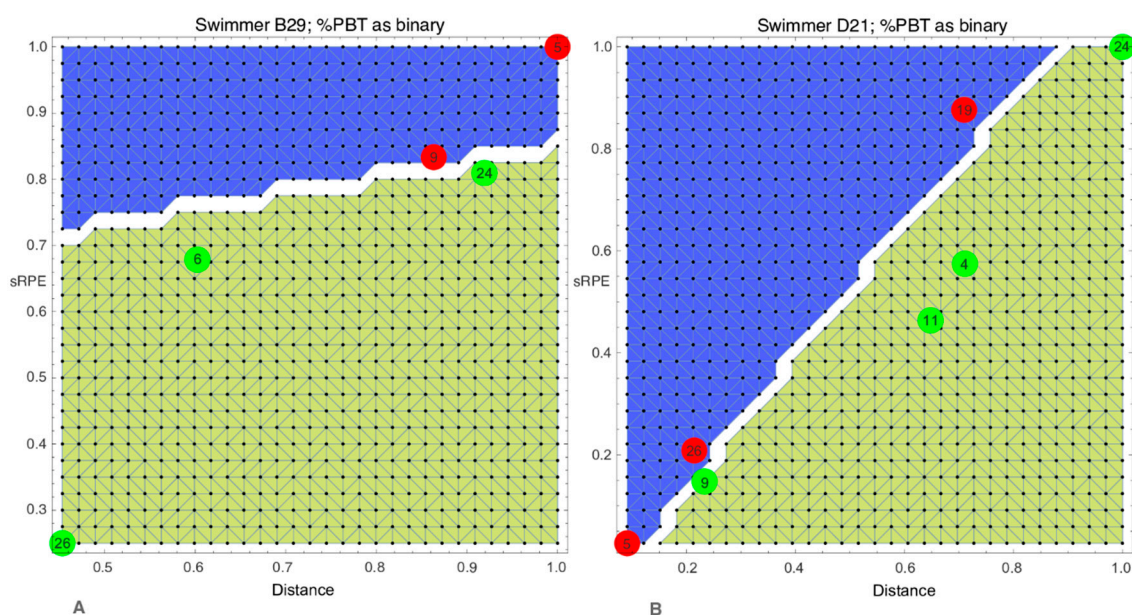 Swimmer B29; %PBT as binary
1.0
0.9
0.8
0.7
sRPE
0.6
0.5
0.4
0.3
5
9
24
6
26
0.5 0.6 0.7 0.8 0.9 1.0
Distance
A
Swimmer D21; %PBT as binary
1.0
0.8
0.6
sRPE
0.4
0.2
24
19
4
11
26
9
5
0.2 0.4 0.6 0.8 1.0
Distance
B